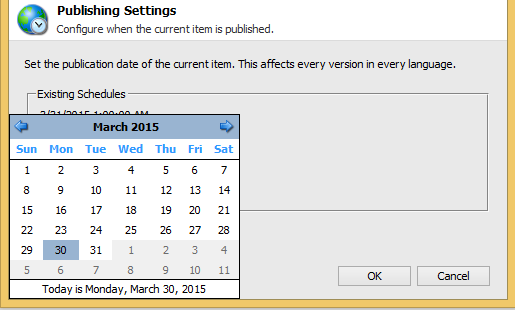 Publishing Settings
Configure when the current item is published.
Set the publication date of the current item. This affects every version in every language.
Existing Schedules
March 2015
Sun Mon Tue Wed Thu Fri Sat
1 2 3 4 5 6 7
8 9 10 11 12 13 14
15 16 17 18 19 20 21
22 23 24 25 26 27 28
29 30 31 1 2 3 4
5 6 7 8 9 10 11
Today is Monday, March 30, 2015
OK Cancel